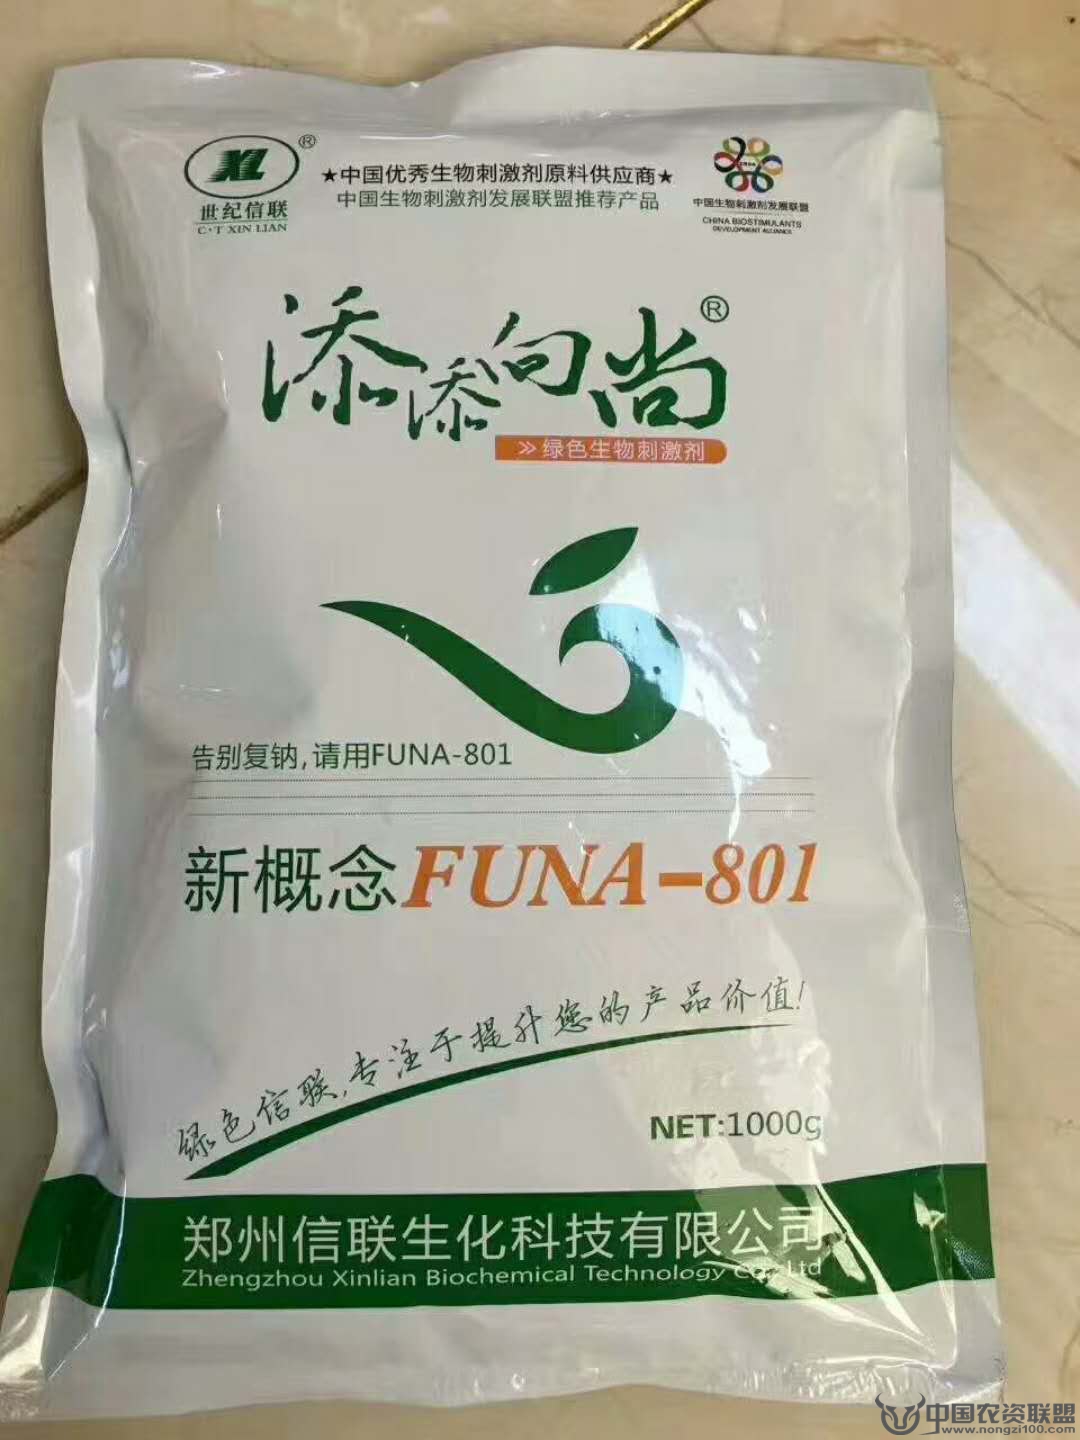 XL®
世纪信联
C·T XIN LIAN
★中国优秀生物刺激剂原料供应商★
中国生物刺激剂发展联盟推荐产品
中国生物刺激剂发展联盟
CHINA BIOSTIMULANTS
DEVELOPMENT ALLIANCE
添添向尚®
>>绿色生物刺激剂
告别复钠,请用FUNA-801
新概念FUNA-801
绿色信联,专注于提升您的产品价值!
NET:1000g
郑州信联生化科技有限公司
Zhengzhou Xinlian Biochemical Technology Co., Ltd
中国农资联盟
www.nongzi100.com